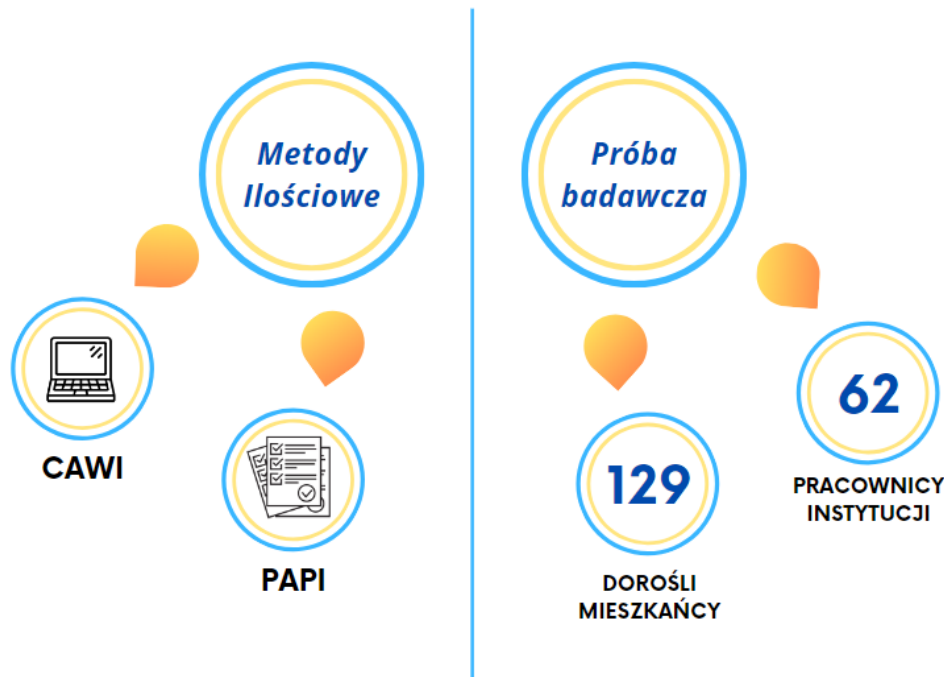 Metody
Ilościowe
CAWI
PAPI
Próba
badawcza
129
DOROŚLI
MIESZKAŃCY
62
PRACOWNICY
INSTYTUCJI